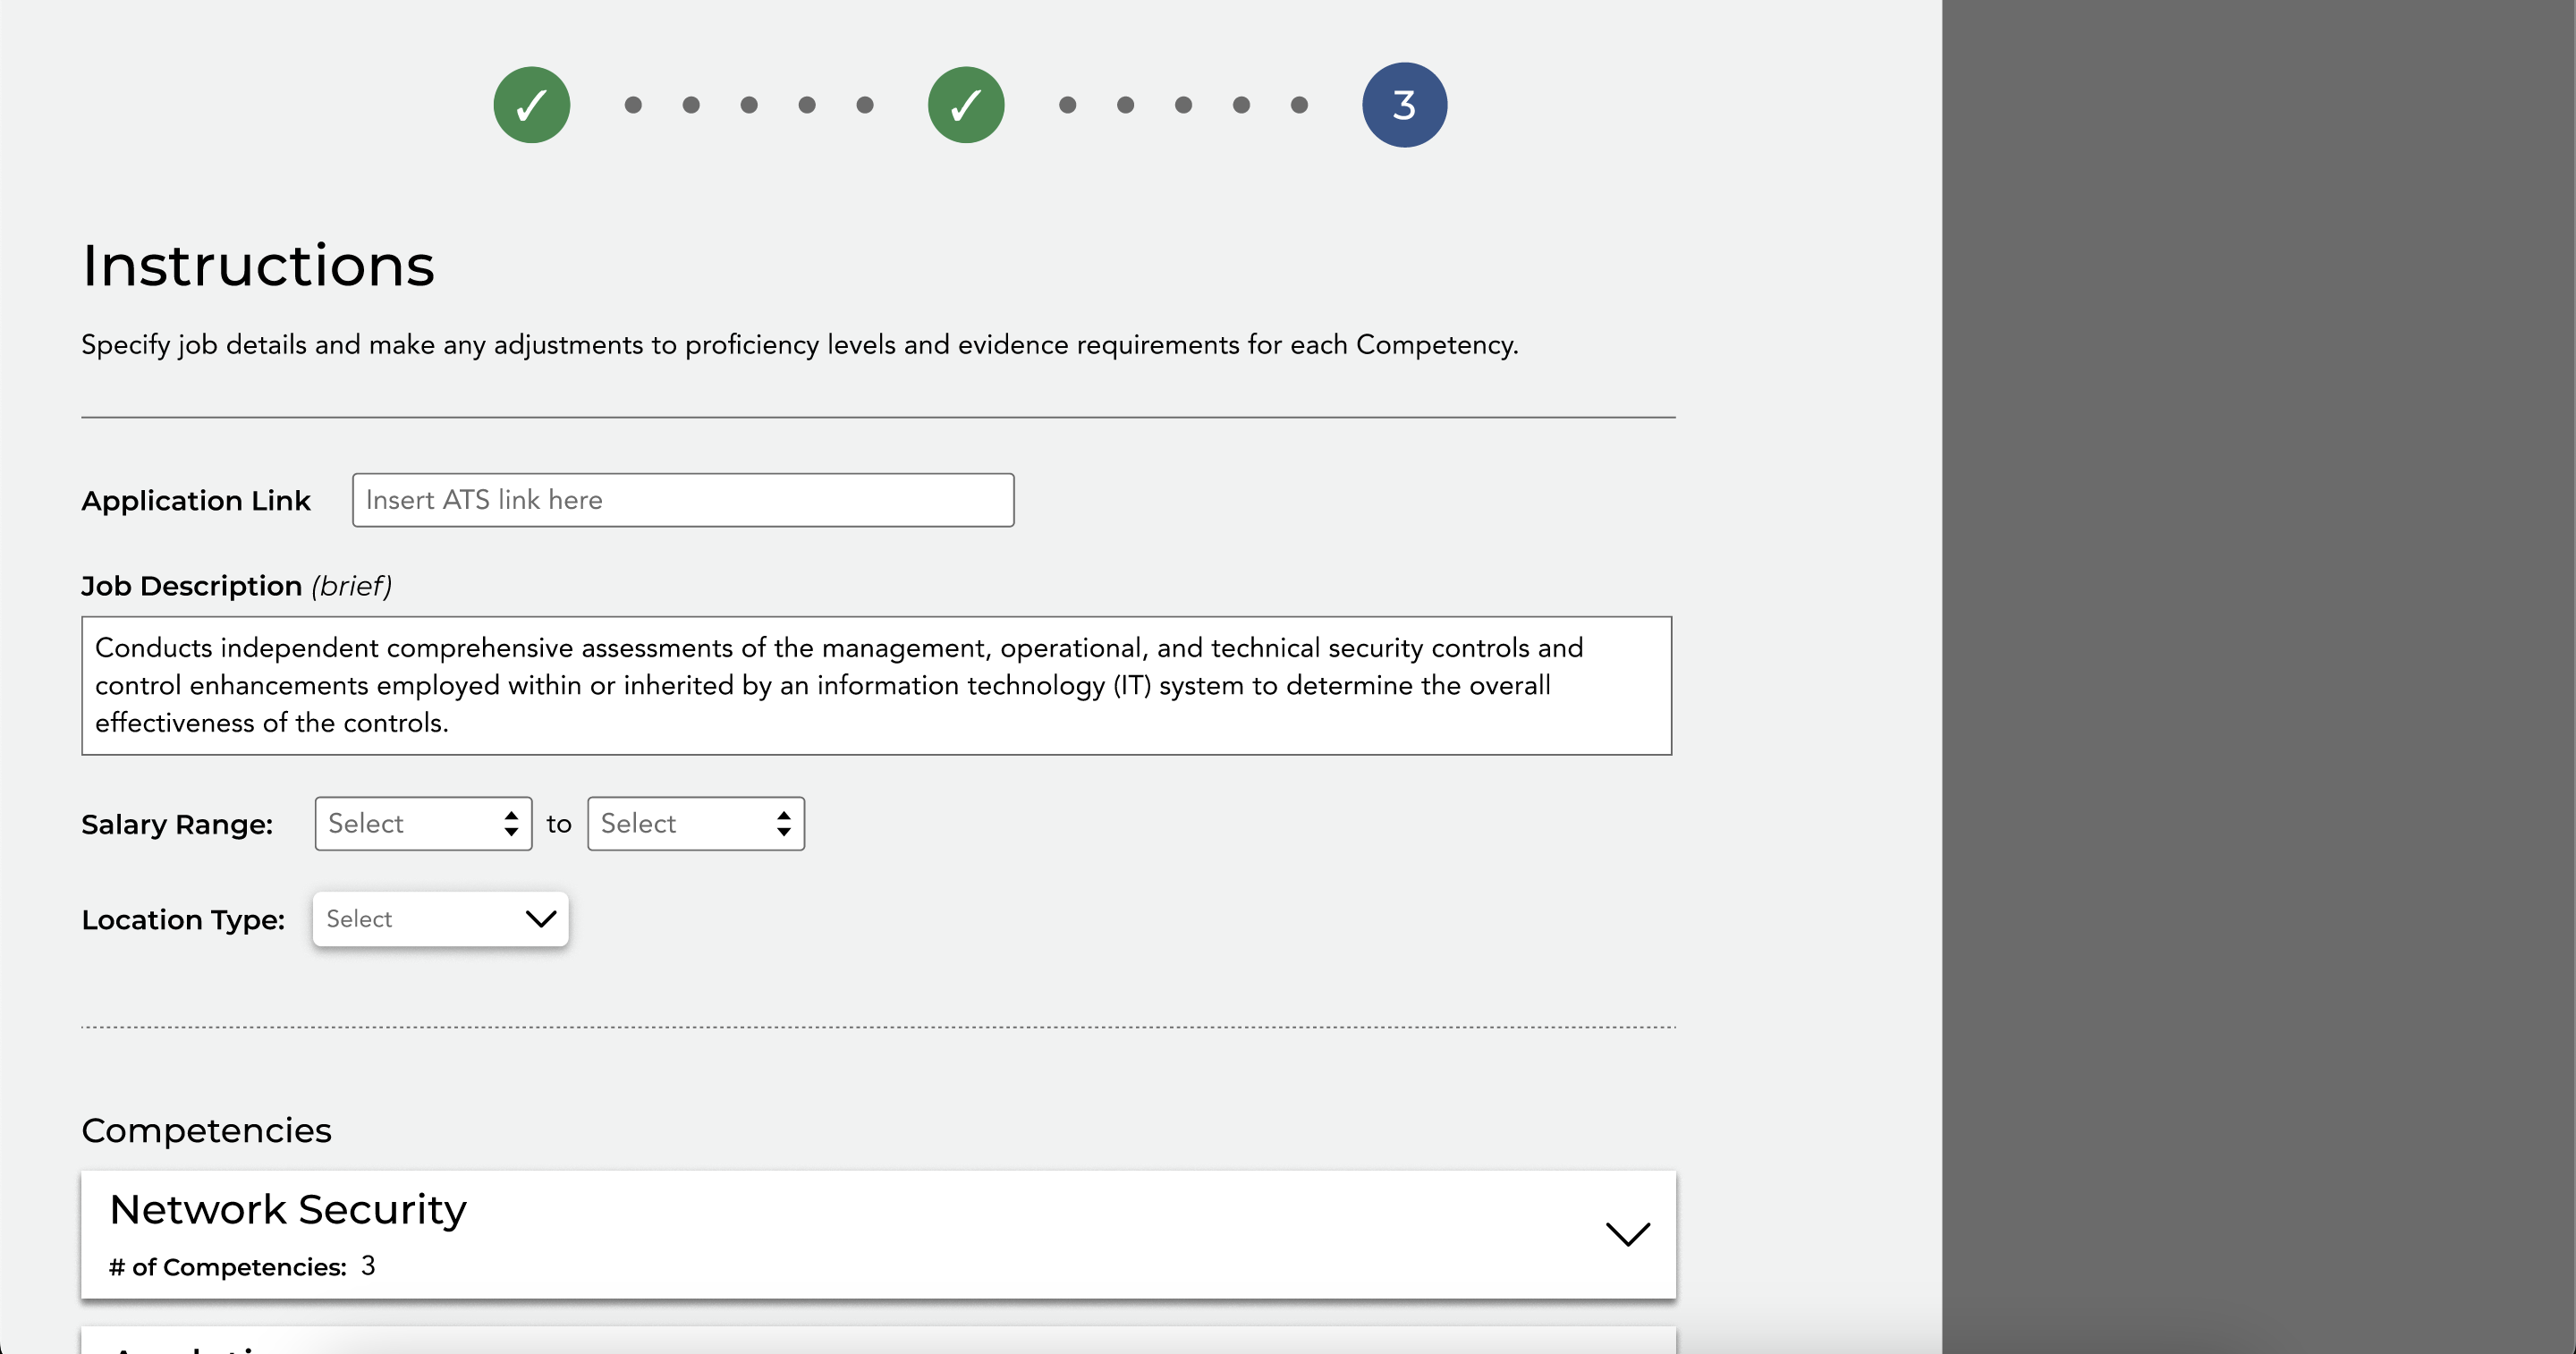 ✓ ✓ 3
Instructions
Specify job details and make any adjustments to proficiency levels and evidence requirements for each Competency.
Application Link Insert ATS link here
Job Description (brief)
Conducts independent comprehensive assessments of the management, operational, and technical security controls and
control enhancements employed within or inherited by an information technology (IT) system to determine the overall
effectiveness of the controls.
Salary Range: Select to Select
Location Type: Select
Competencies
Network Security
# of Competencies: 3